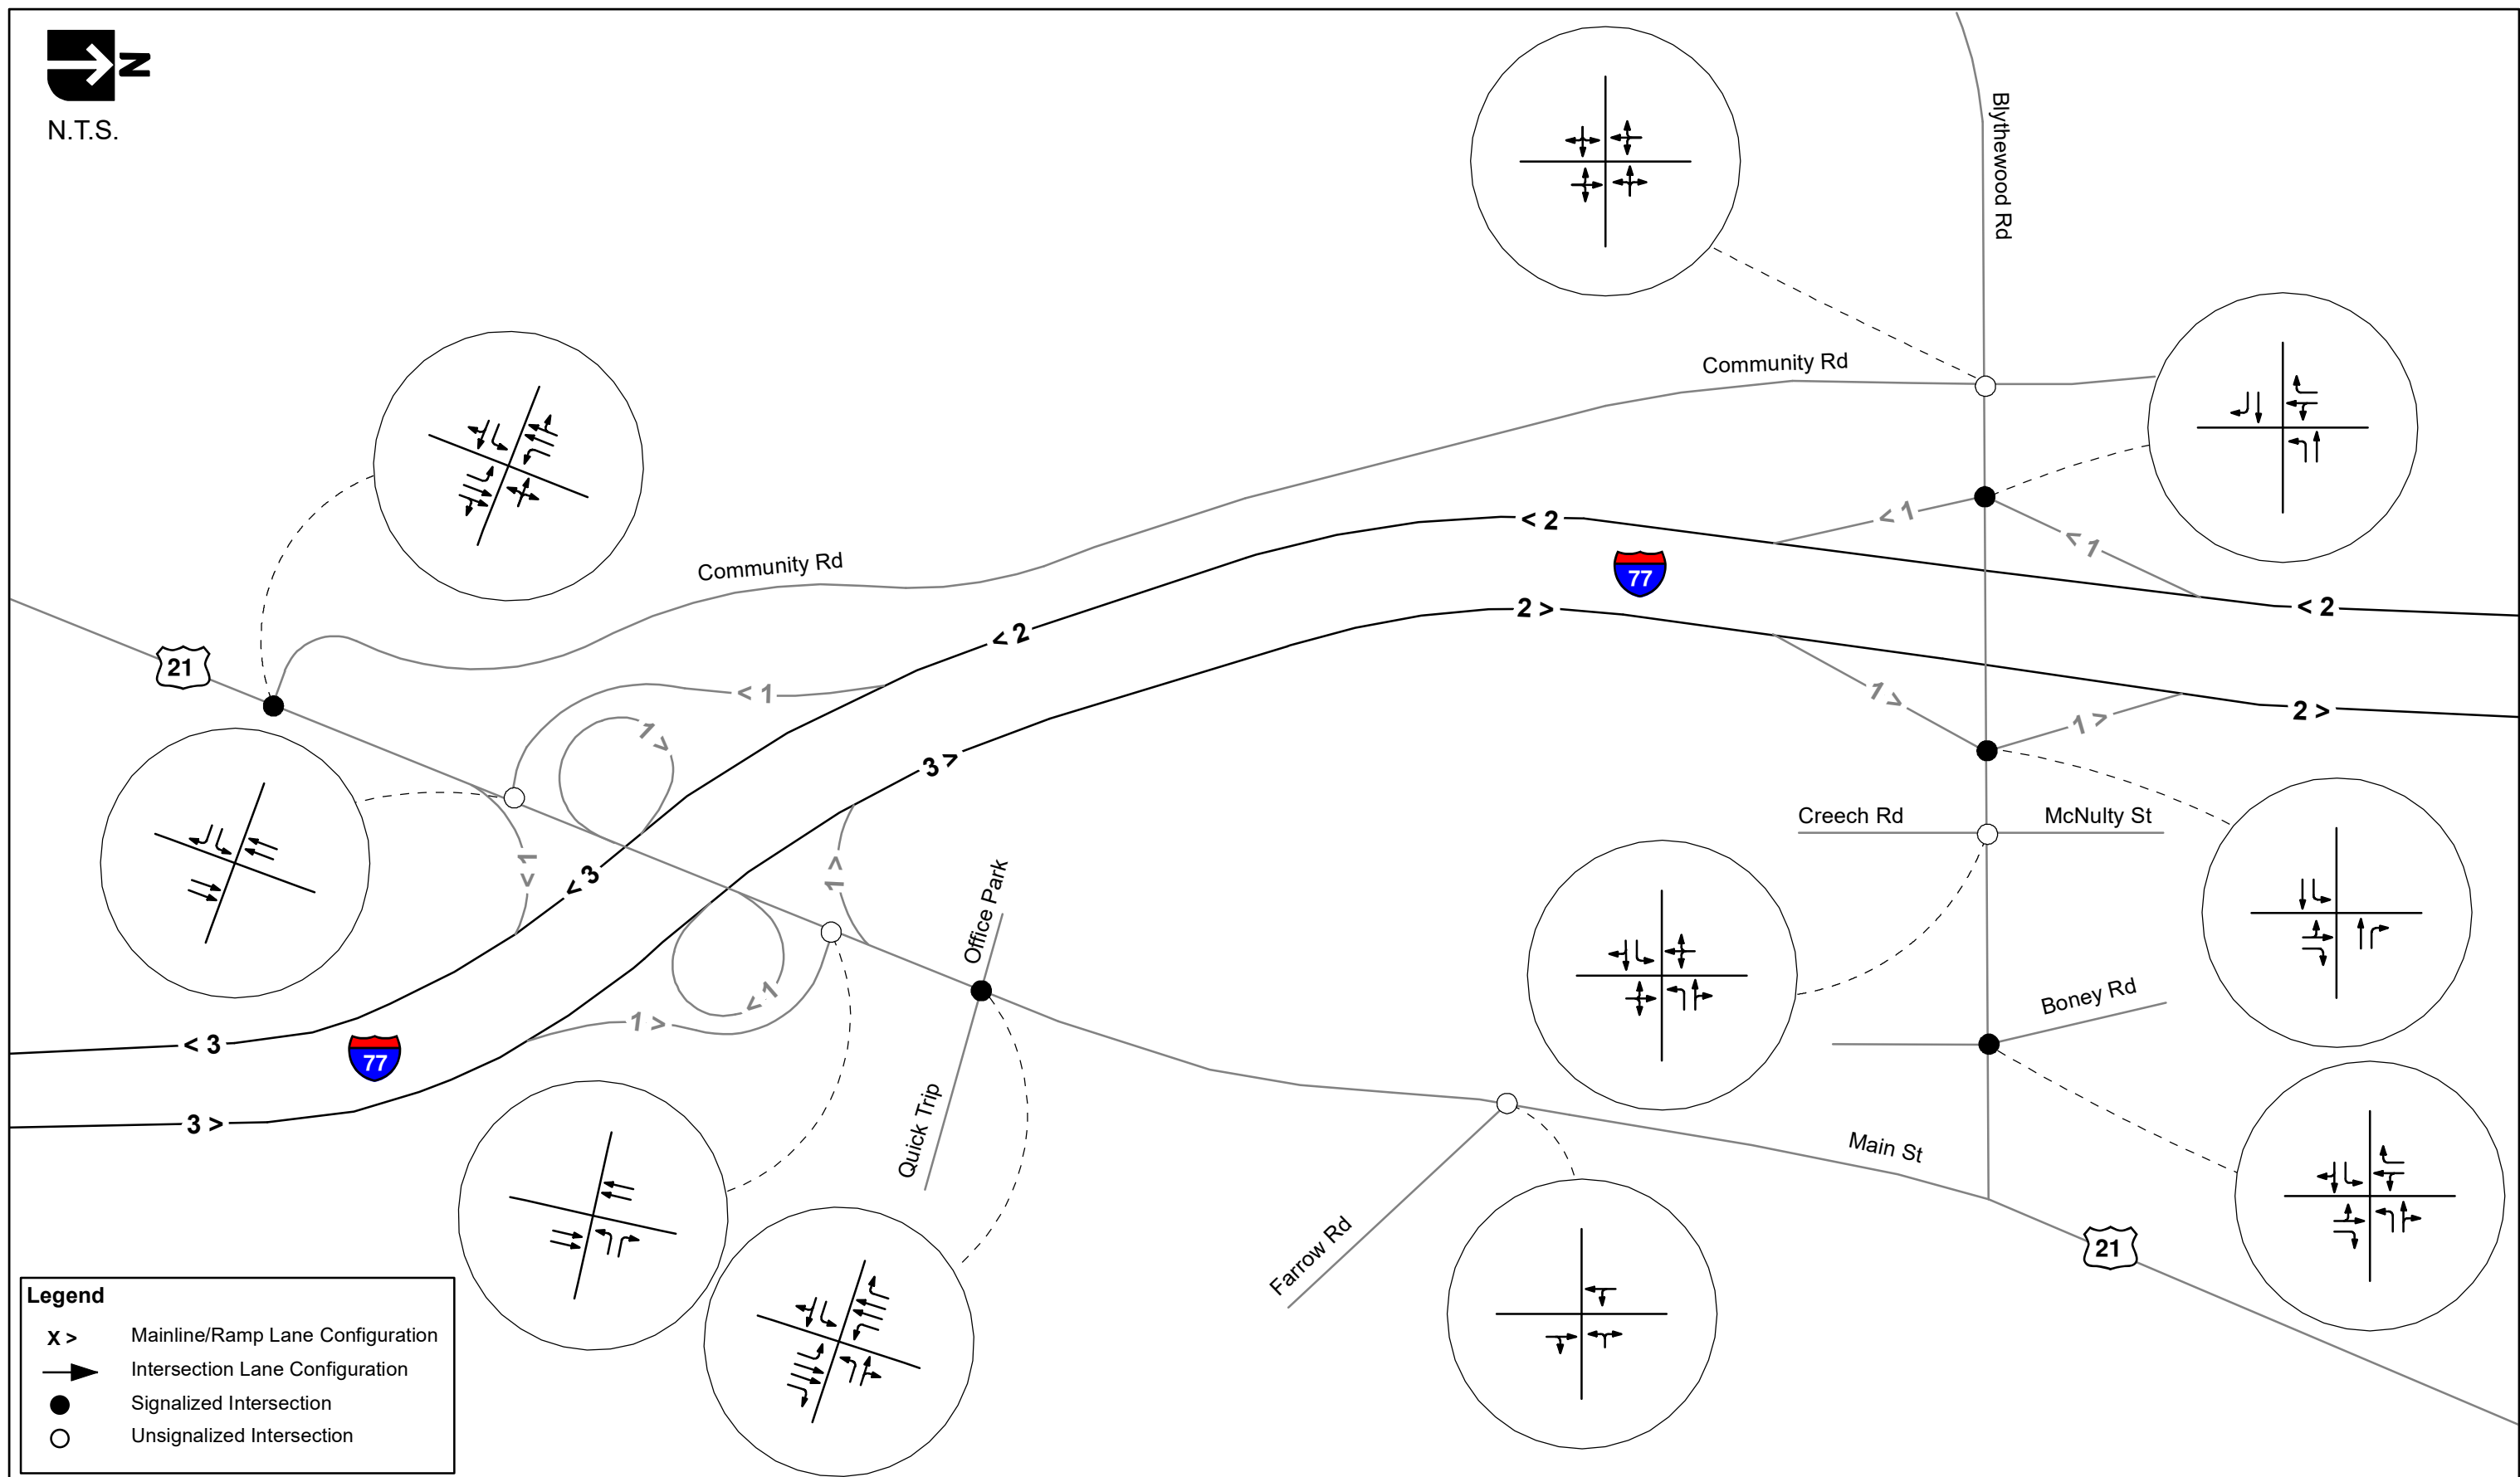 N
N.T.S.
Blythewood Rd
Community Rd
< 1
< 2
< 1
77
Community Rd
2 >
< 2
< 2
21
< 1
1 >
1 >
1 >
2 >
3 >
Creech Rd
McNulty St
< 1
1 >
< 3
Office Park
< 1
Boney Rd
1 >
< 3
77
3 >
Quick Trip
Main St
Farrow Rd
21
Legend
X > Mainline/Ramp Lane Configuration
Intersection Lane Configuration
Signalized Intersection
Unsignalized Intersection